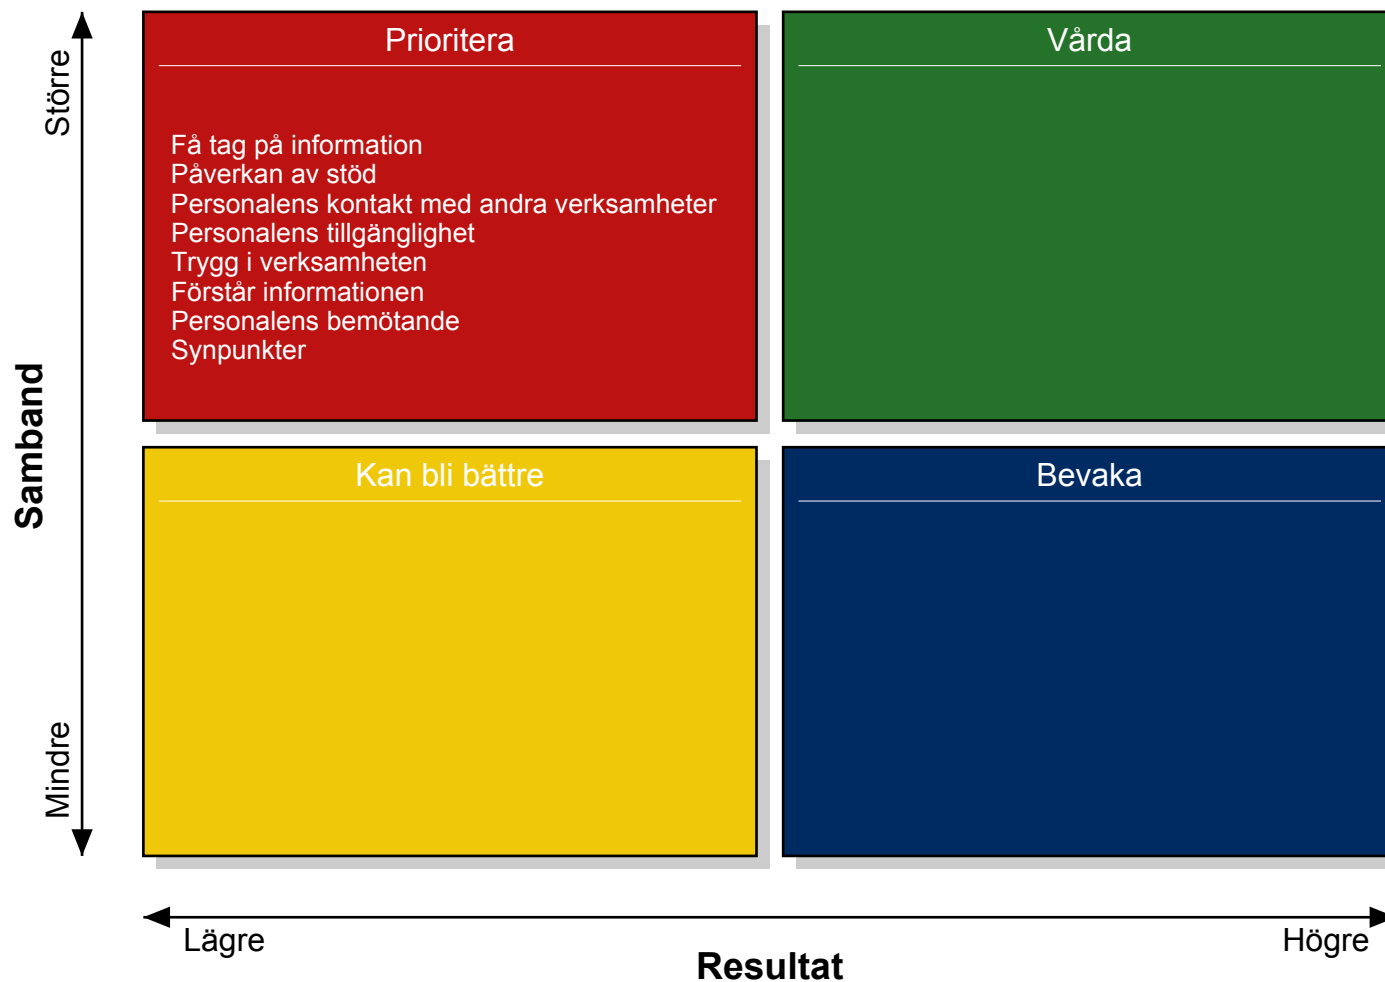 Större
Samband
Mindre
Prioritera
Få tag på information
Påverkan av stöd
Personalens kontakt med andra verksamheter
Personalens tillgänglighet
Trygg i verksamheten
Förstår informationen
Personalens bemötande
Synpunkter
Vårda
Kan bli bättre
Bevaka
Lägre
Högre
Resultat